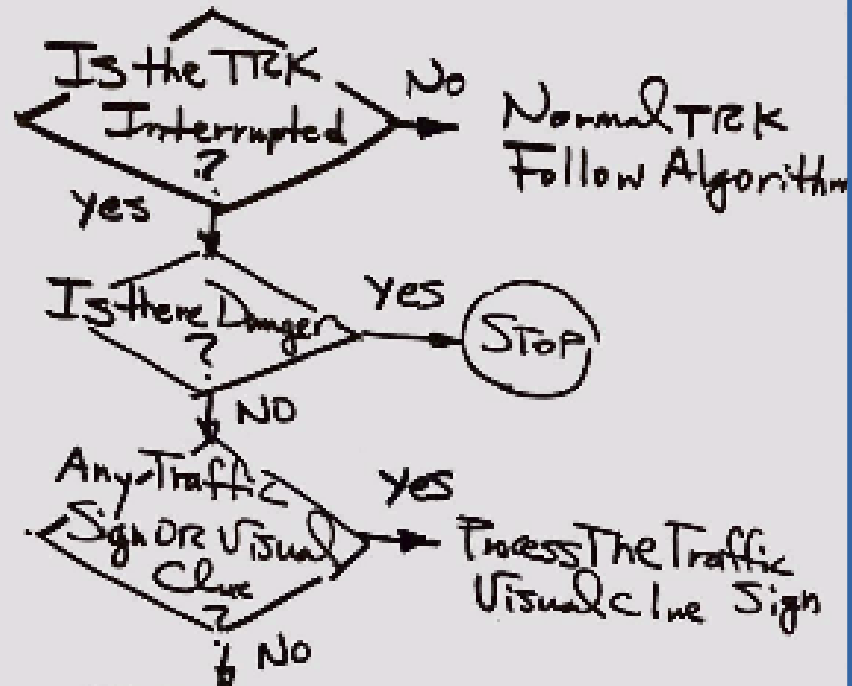 Is the TRK
Interrupted
?
No
Normal TRK
Follow Algorithm
Yes
Is there Danger
?
Yes
STOP
NO
Any Traffic
Sign OR Visual
Clue
?
Yes
Process The Traffic
Visual Clue Sign
NO